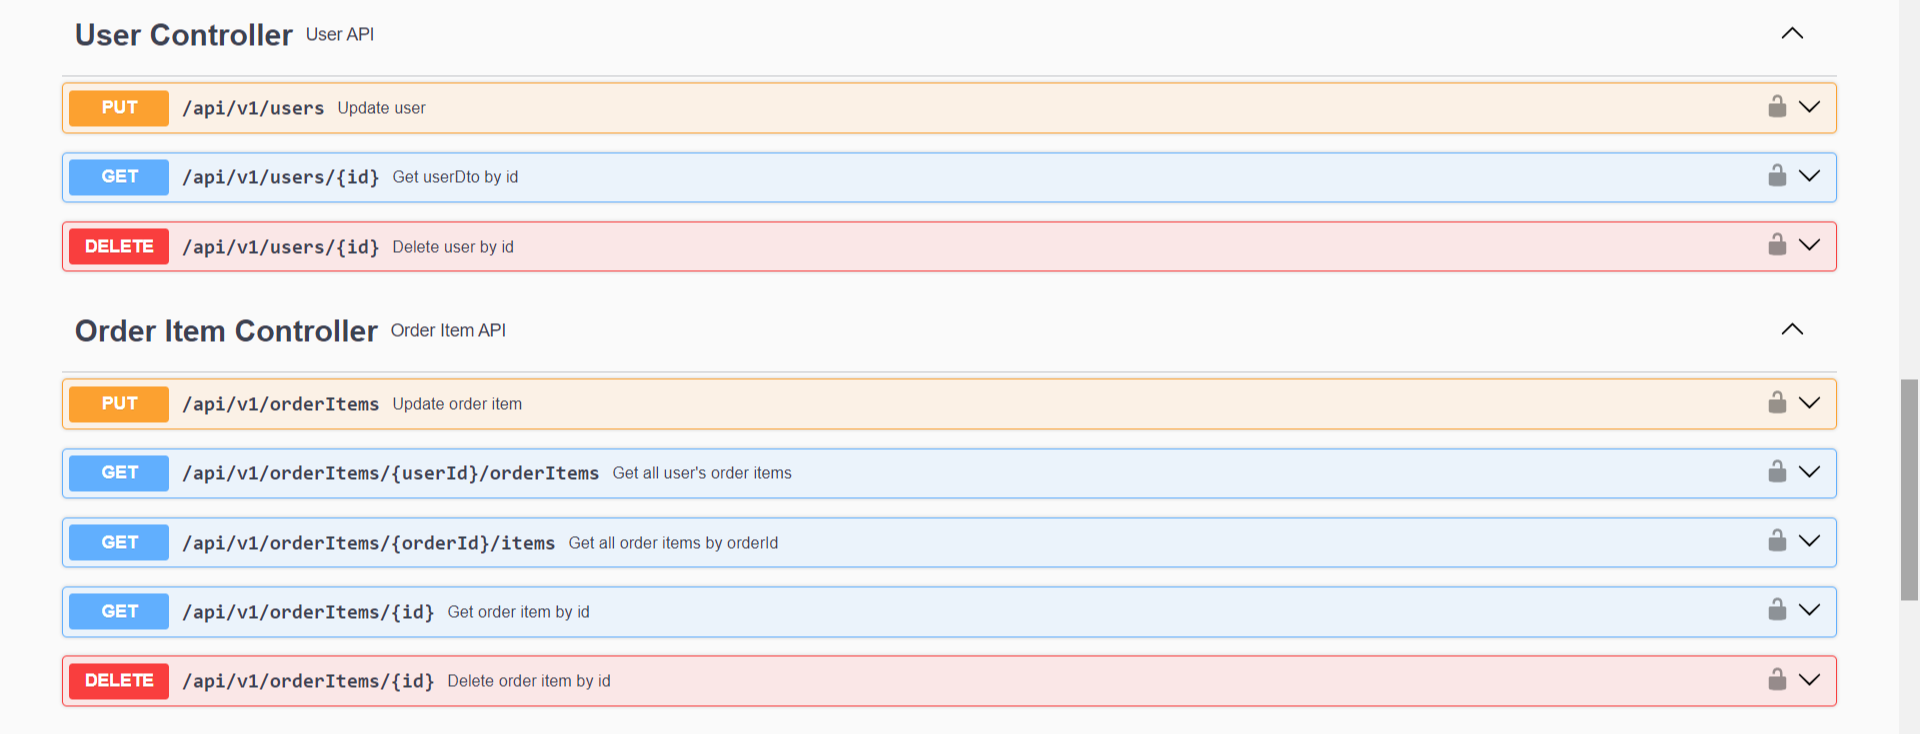 User Controller User API
PUT /api/v1/users Update user
GET /api/v1/users/{id} Get userDto by id
DELETE /api/v1/users/{id} Delete user by id
Order Item Controller Order Item API
PUT /api/v1/orderItems Update order item
GET /api/v1/orderItems/{userId}/orderItems Get all user's order items
GET /api/v1/orderItems/{orderId}/items Get all order items by orderId
GET /api/v1/orderItems/{id} Get order item by id
DELETE /api/v1/orderItems/{id} Delete order item by id